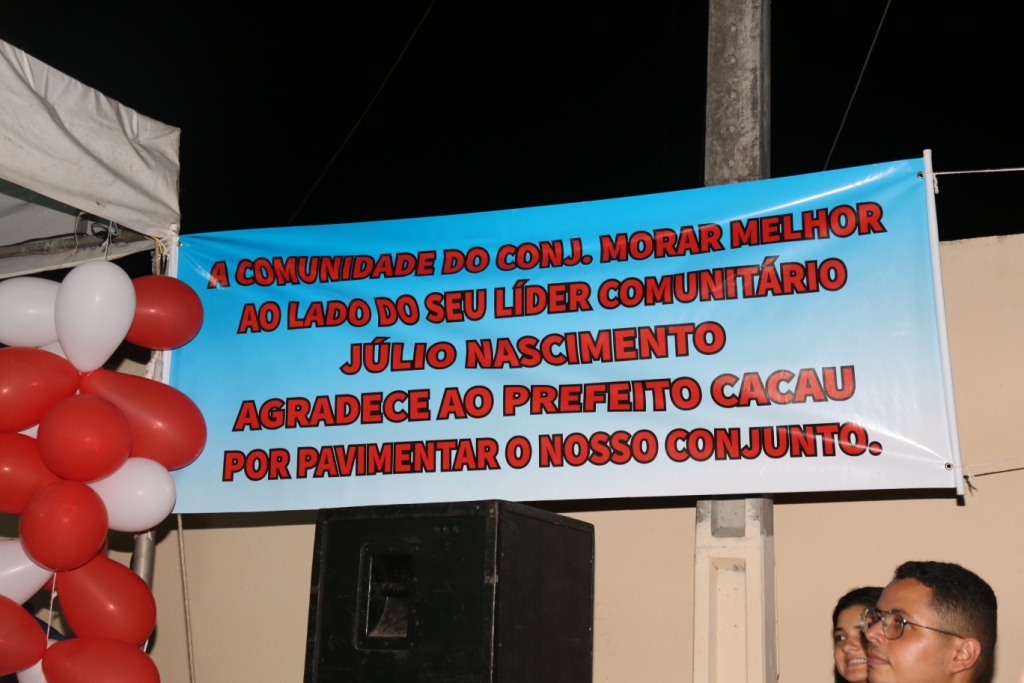 A COMUNIDADE DO CONJ. MORAR MELHOR
AO LADO DO SEU LÍDER COMUNITÁRIO
JÚLIO NASCIMENTO
AGRADECE AO PREFEITO CACAU
POR PAVIMENTAR O NOSSO CONJUNTO.